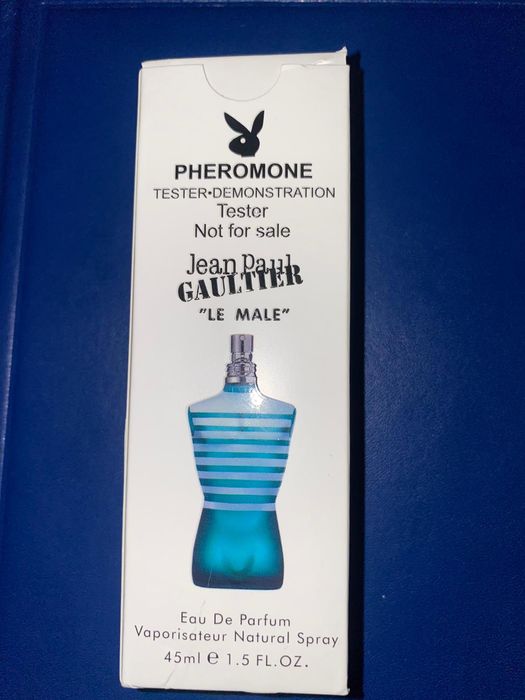 PHEROMONE
TESTER•DEMONSTRATION
Tester
Not for sale
Jean Paul
GAULTIER
"LE MALE"
Eau De Parfum
Vaporisateur Natural Spray
45ml e 1.5 FL.OZ.